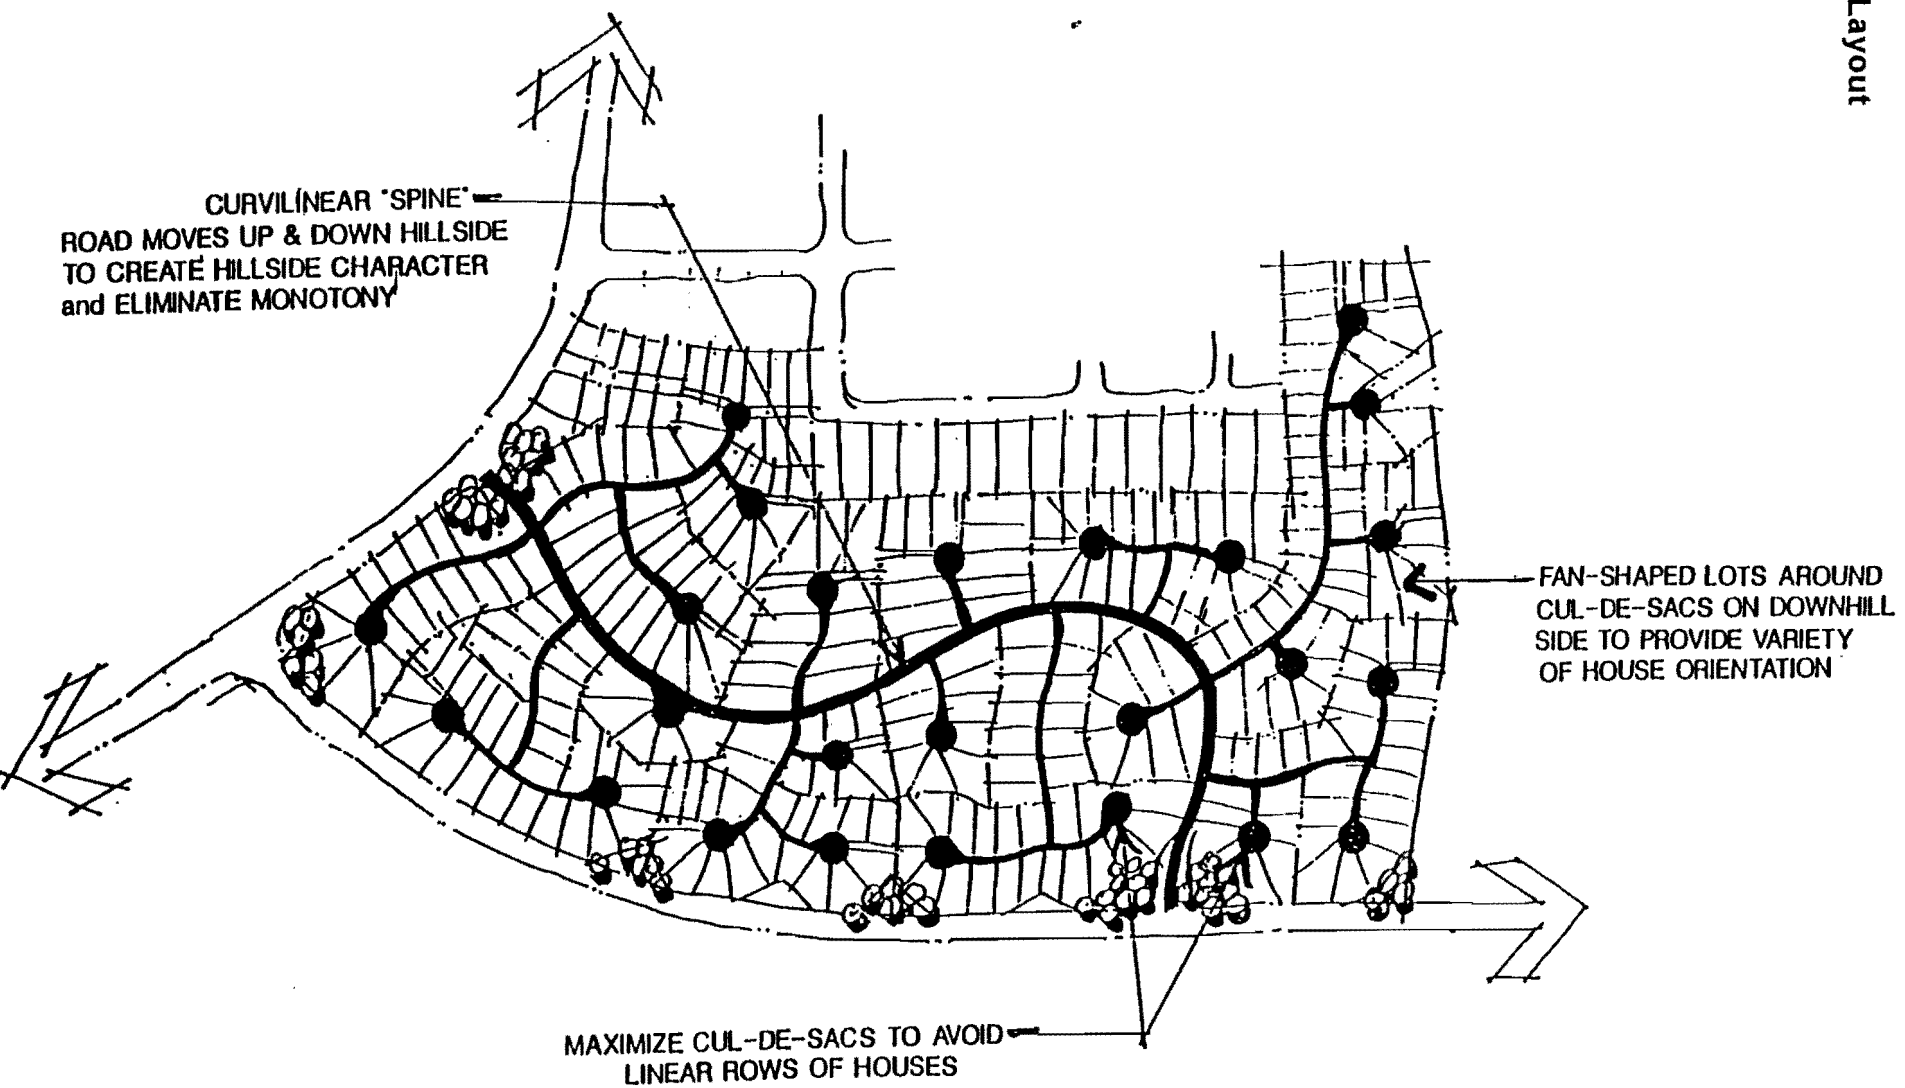 Layout
CURVILINEAR "SPINE"
ROAD MOVES UP & DOWN HILLSIDE
TO CREATE HILLSIDE CHARACTER
and ELIMINATE MONOTONY
FAN-SHAPED LOTS AROUND
CUL-DE-SACS ON DOWNHILL
SIDE TO PROVIDE VARIETY
OF HOUSE ORIENTATION
MAXIMIZE CUL-DE-SACS TO AVOID
LINEAR ROWS OF HOUSES